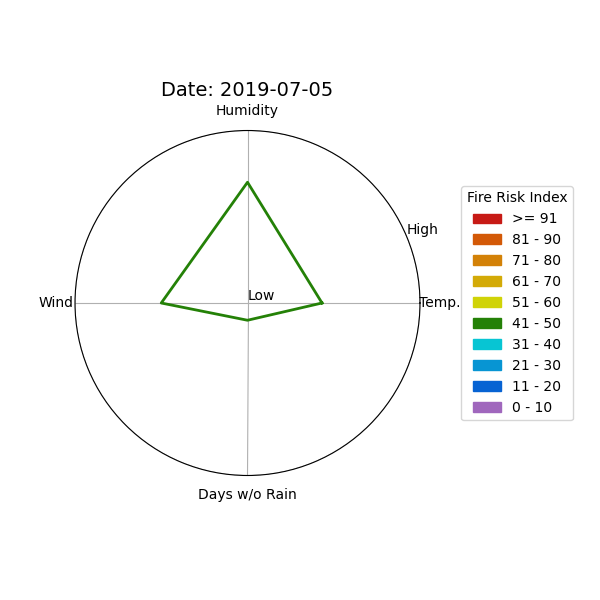 Date: 2019-07-05
Humidity
High
Low
Wind
Temp.
Days w/o Rain
Fire Risk Index
>= 91
81 - 90
71 - 80
61 - 70
51 - 60
41 - 50
31 - 40
21 - 30
11 - 20
0 - 10